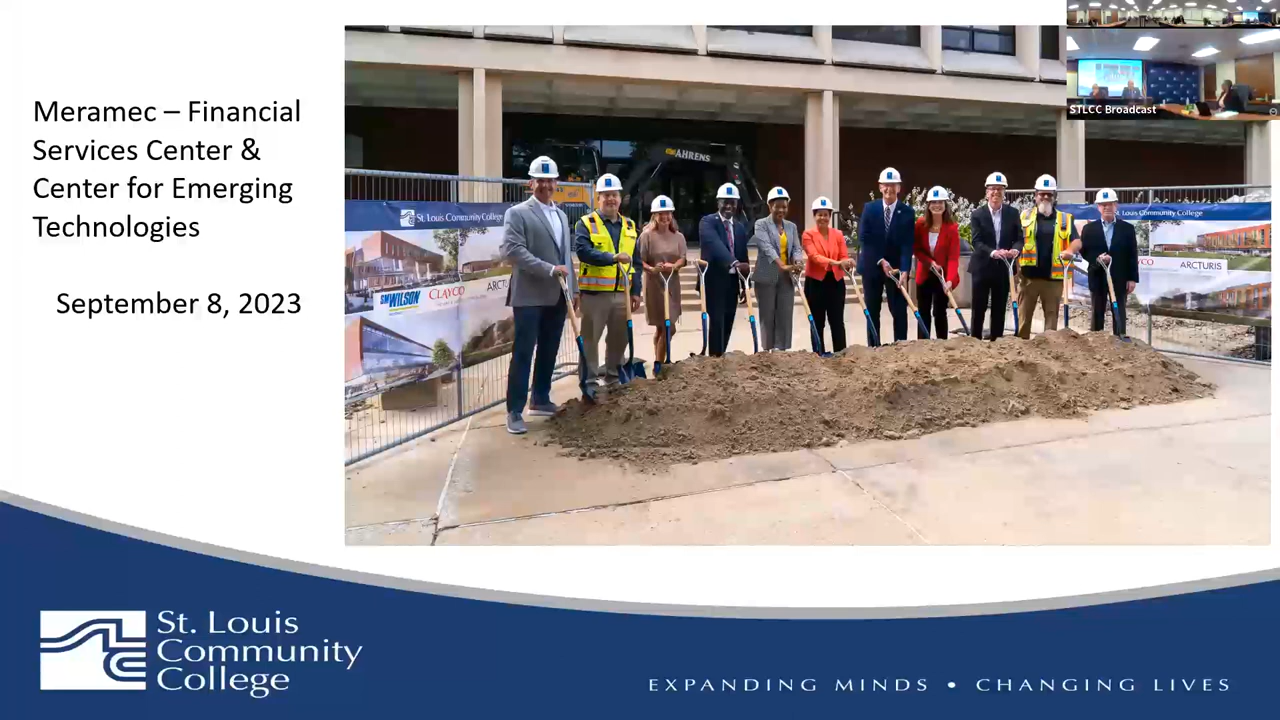 Meramec – Financial
Services Center &
Center for Emerging
Technologies
September 8, 2023
STLCC Broadcast
AHRENS
St. Louis Community College
SM WILSON
CLAYCO
ARCTURIS
St. Louis Community College
CLAYCO
ARCTURIS
St. Louis
Community
College
EXPANDING MINDS • CHANGING LIVES